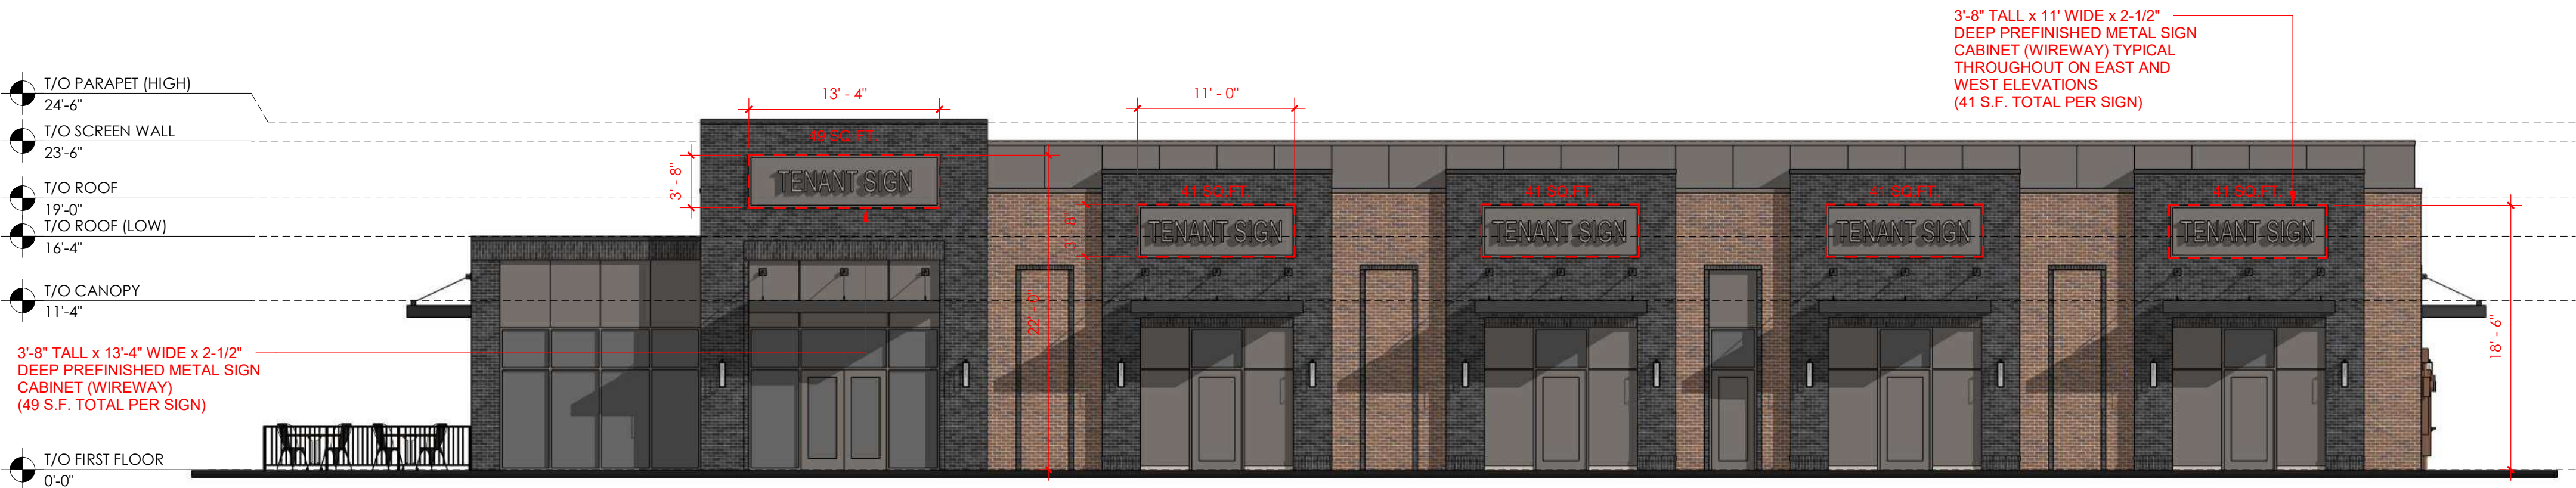 3'-8" TALL x 11' WIDE x 2-1/2"
DEEP PREFINISHED METAL SIGN
CABINET (WIREWAY) TYPICAL
THROUGHOUT ON EAST AND
WEST ELEVATIONS
(41 S.F. TOTAL PER SIGN)
T/O PARAPET (HIGH)
24'-6"
T/O SCREEN WALL
23'-6"
T/O ROOF
19'-0"
T/O ROOF (LOW)
16'-4"
T/O CANOPY
11'-4"
T/O FIRST FLOOR
0'-0"
13' - 4"
11' - 0"
49 SQ FT.
3' - 8"
TENANT SIGN
22' - 0"
3' - 8"
41 SQ FT.
TENANT SIGN
41 SQ FT.
TENANT SIGN
41 SQ FT.
TENANT SIGN
41 SQ FT.
TENANT SIGN
18' - 6"
3'-8" TALL x 13'-4" WIDE x 2-1/2"
DEEP PREFINISHED METAL SIGN
CABINET (WIREWAY)
(49 S.F. TOTAL PER SIGN)